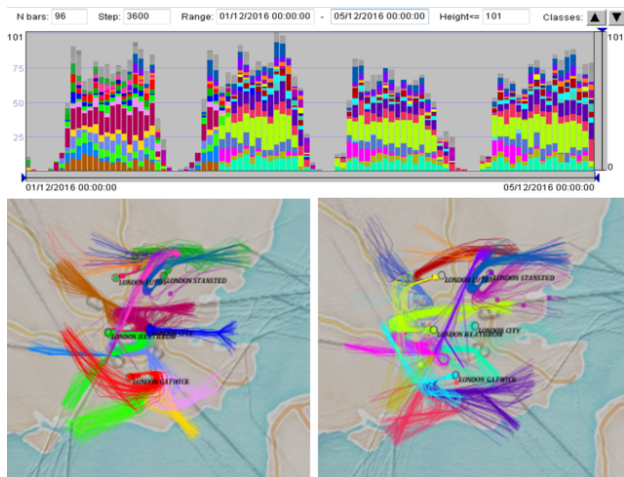 N bars: 96 Step: 3600 Range: 01/12/2016 00:00:00 - 05/12/2016 00:00:00 Height<= 101 Classes:
101 101
75
50
25
0
01/12/2016 00:00:00 05/12/2016 00:00:00
LONDON LUTON LONDON STANSTED
LONDON HEATHROW
LONDON GATWICK
LONDON LUTON LONDON STANSTED
LONDON HEATHROW LONDON CITY
LONDON GATWICK